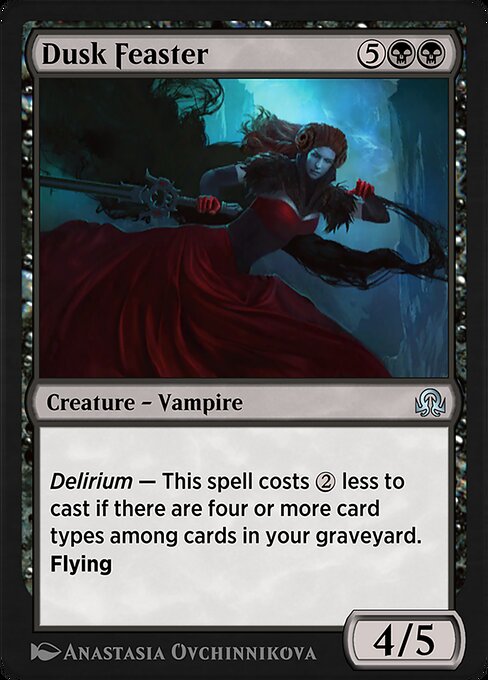 Dusk Feaster 5
Creature – Vampire
Delirium — This spell costs 2 less to
cast if there are four or more card
types among cards in your graveyard.
Flying
4/5
Anastasia Ovchinnikova